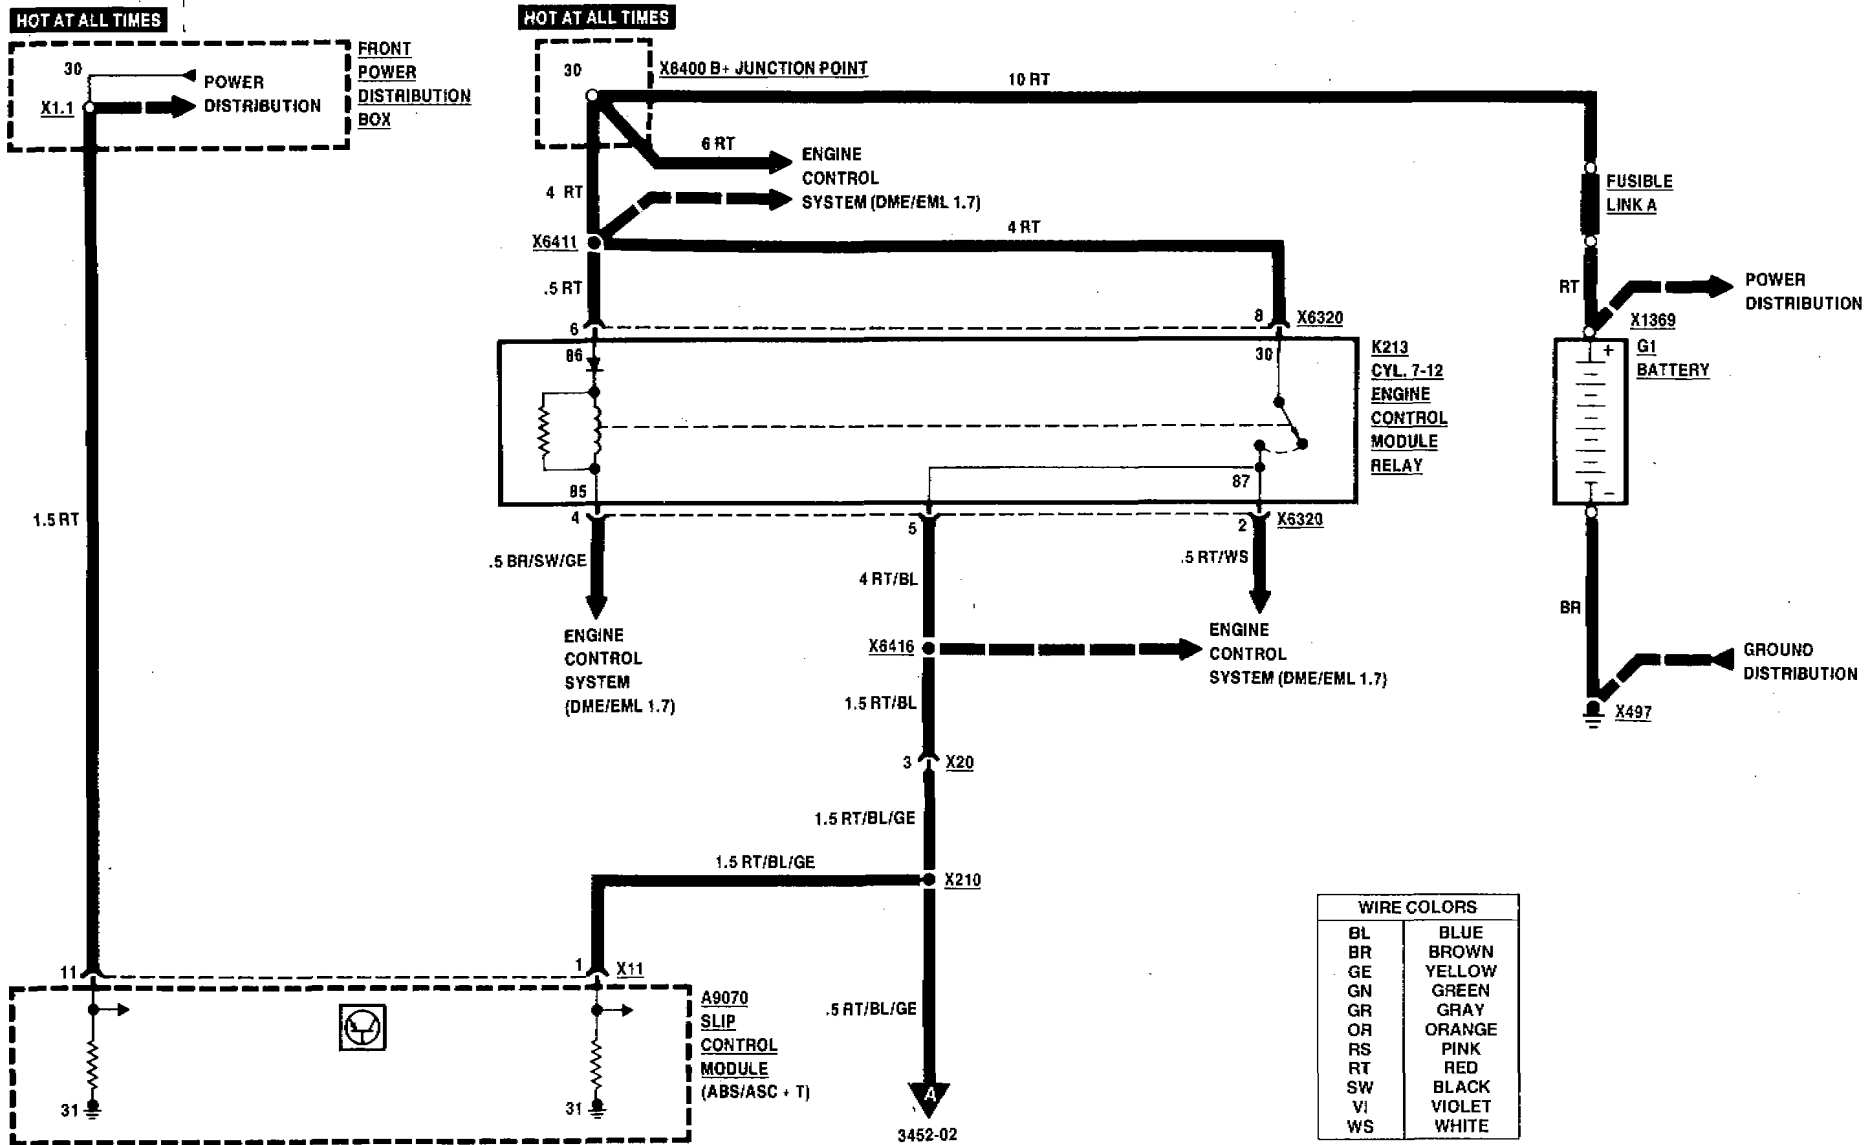 HOT AT ALL TIMES
30
POWER
DISTRIBUTION
X1.1
FRONT
POWER
DISTRIBUTION
BOX
1.5 RT
HOT AT ALL TIMES
30
X6400 B+ JUNCTION POINT
10 RT
6 RT
ENGINE
CONTROL
SYSTEM (DME/EML 1.7)
4 RT
X6411
4 RT
.5 RT
FUSIBLE
LINK A
RT
POWER
DISTRIBUTION
X1369
G1
BATTERY
+
–
6
8
X6320
86
30
K213
CYL. 7-12
ENGINE
CONTROL
MODULE
RELAY
85
87
4
5
2
X6320
.5 BR/SW/GE
4 RT/BL
.5 RT/WS
BR
ENGINE
CONTROL
SYSTEM
(DME/EML 1.7)
X6416
ENGINE
CONTROL
SYSTEM (DME/EML 1.7)
GROUND
DISTRIBUTION
X497
1.5 RT/BL
3
X20
1.5 RT/BL/GE
1.5 RT/BL/GE
X210
11
1
X11
A9070
SLIP
CONTROL
MODULE
(ABS/ASC + T)
31
31
.5 RT/BL/GE
A
3452-02
WIRE COLORS
BL BLUE
BR BROWN
GE YELLOW
GN GREEN
GR GRAY
OR ORANGE
RS PINK
RT RED
SW BLACK
VI VIOLET
WS WHITE